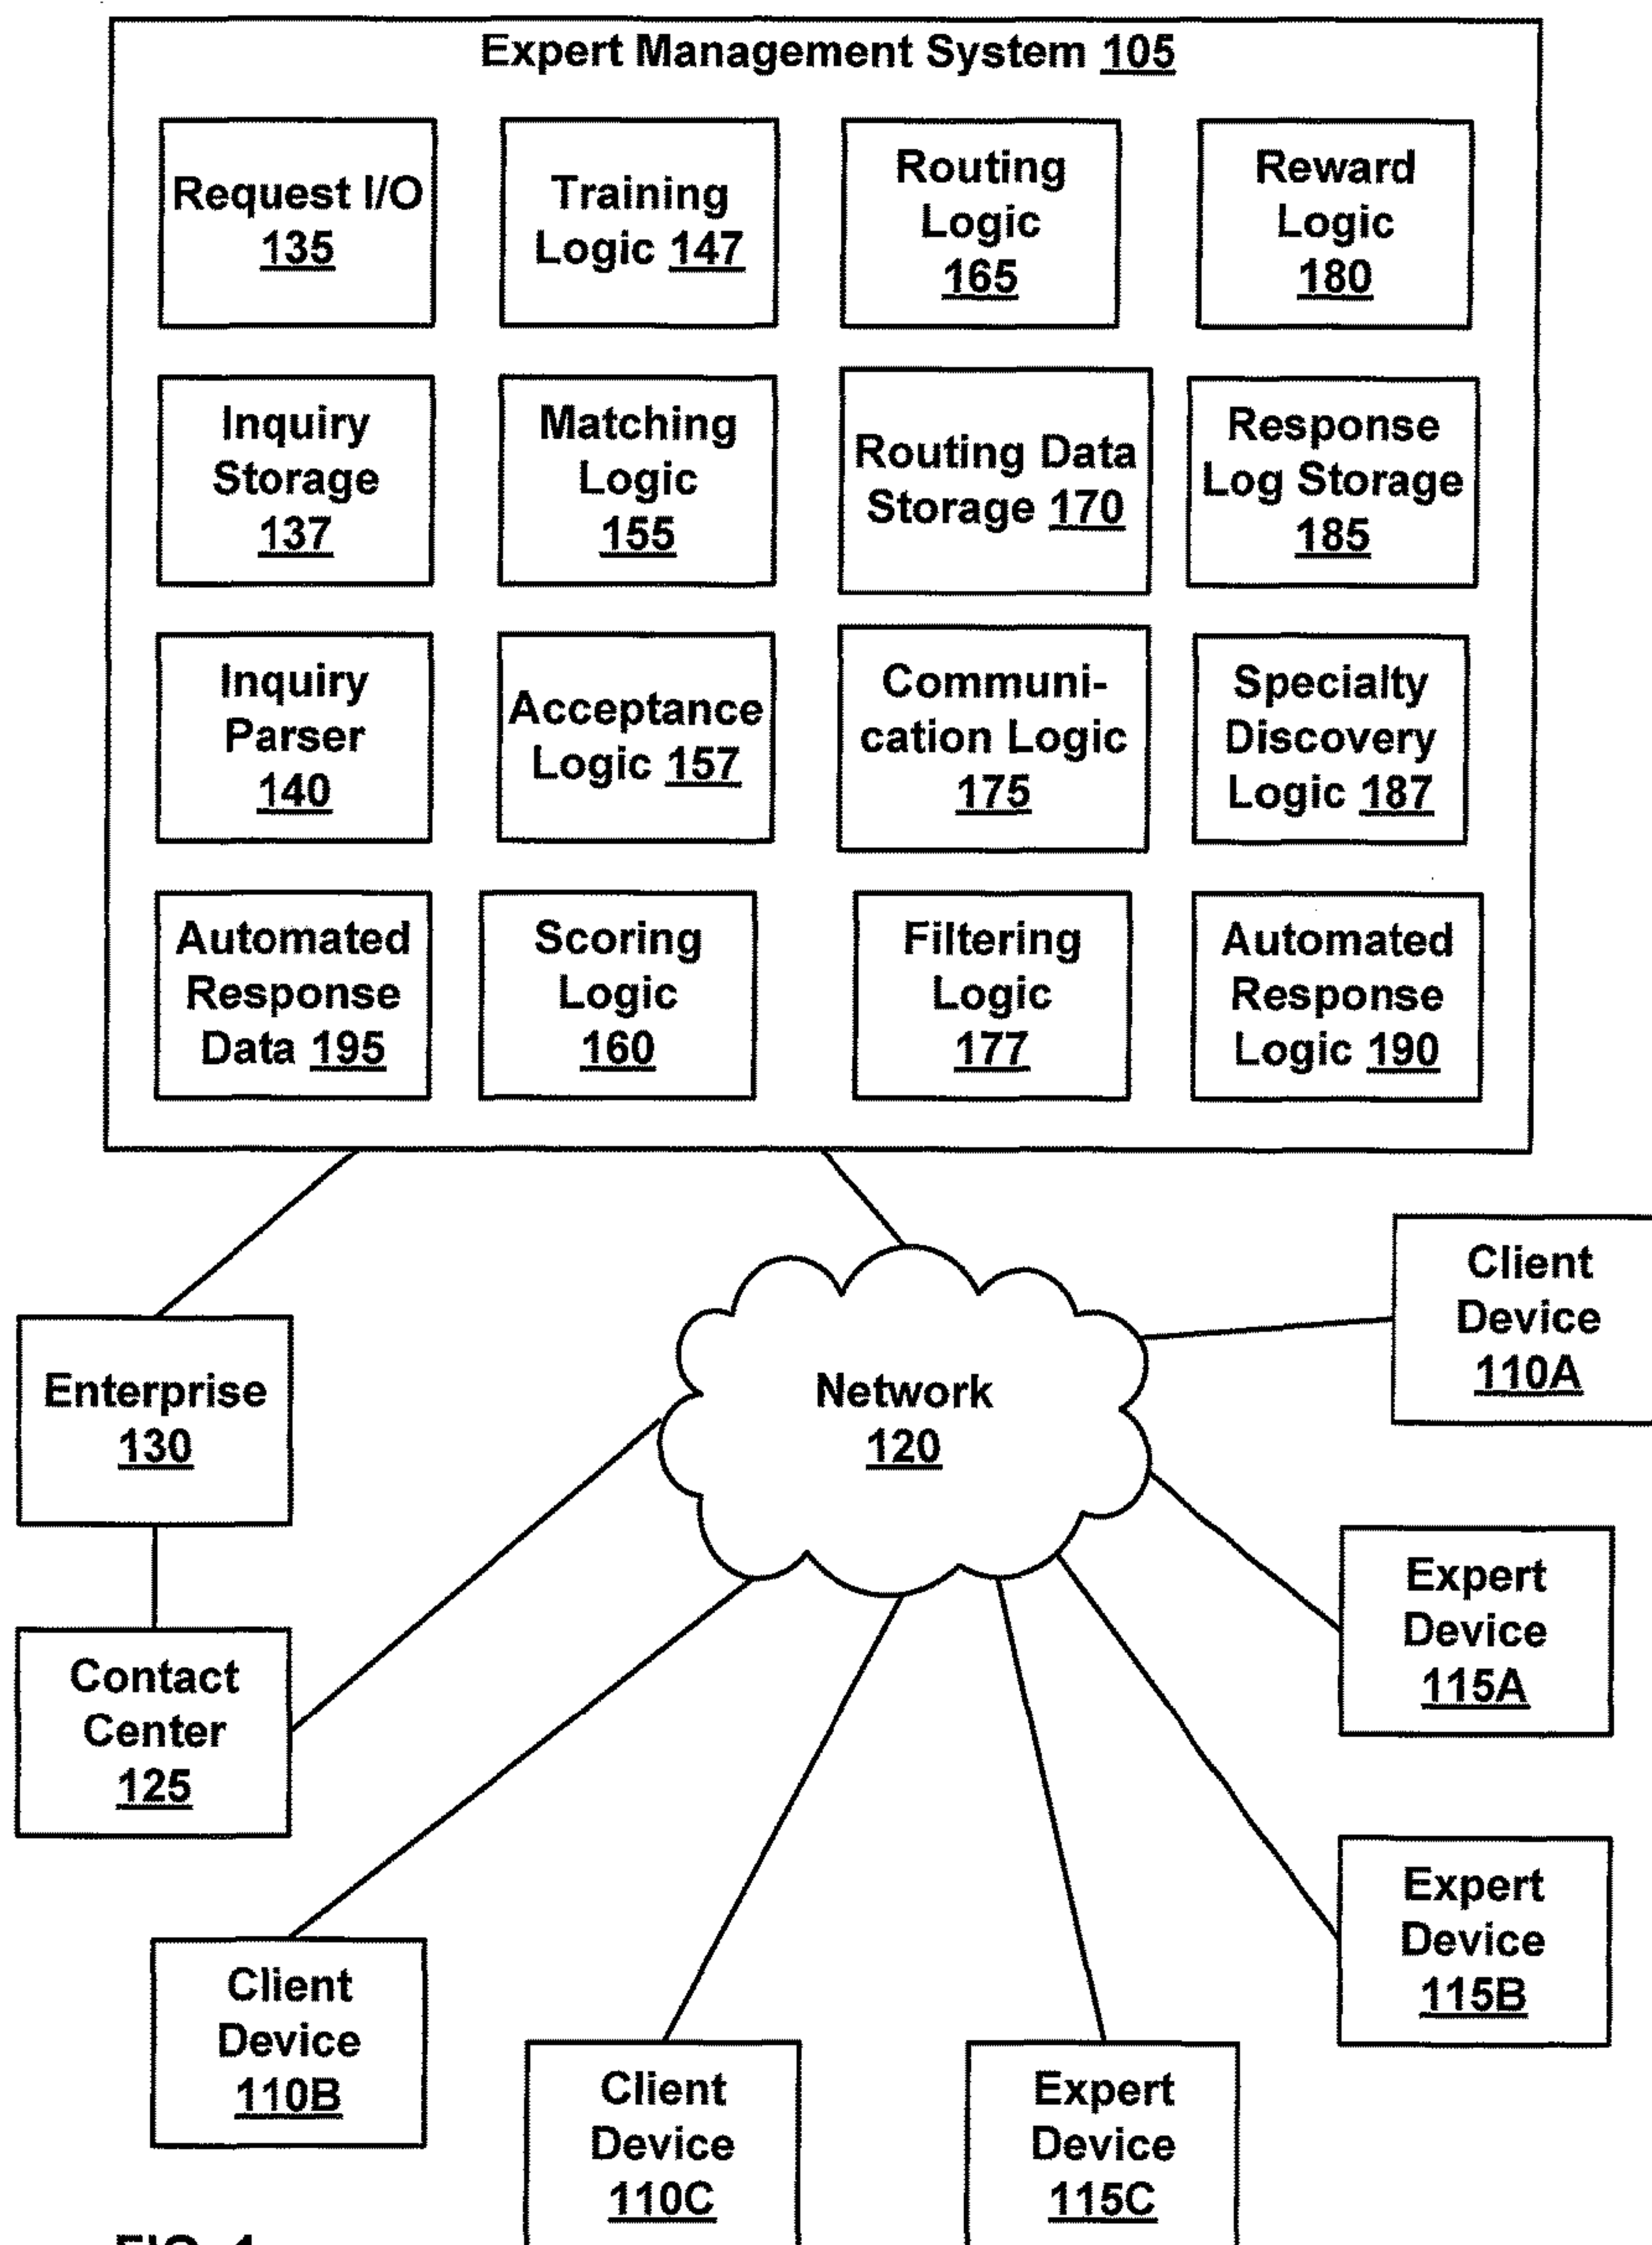 Expert Management System 105
Request I/O
135
Training
Logic 147
Routing
Logic
165
Reward
Logic
180
Inquiry
Storage
137
Matching
Logic
155
Routing Data
Storage 170
Response
Log Storage
185
Inquiry
Parser
140
Acceptance
Logic 157
Communi-
cation Logic
175
Specialty
Discovery
Logic 187
Automated
Response
Data 195
Scoring
Logic
160
Filtering
Logic
177
Automated
Response
Logic 190
Client
Device
110A
Enterprise
130
Network
120
Expert
Device
115A
Contact
Center
125
Expert
Device
115B
Client
Device
110B
Client
Device
110C
Expert
Device
115C
FIG. 1